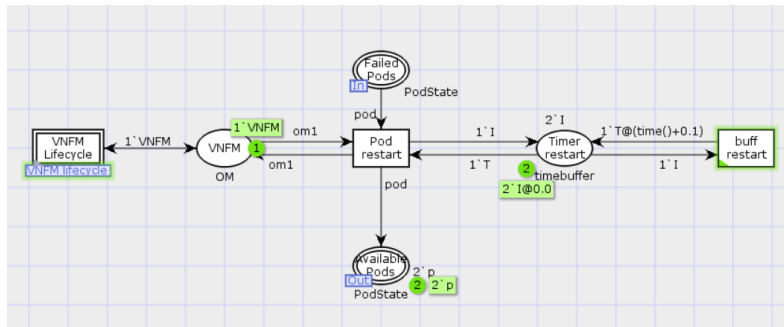 Failed
Pods
In
PodState
pod
2`I
1`VNFM
om1
1`I
1`T@(time()+0.1)
VNFM
Lifecycle
1`VNFM
VNFM
1
Pod
restart
Timer
restart
buff
restart
VNFM lifecycle
om1
1`T
2
1`I
OM
timebuffer
pod
2`I@0.0
Available
Pods
2`p
Out
2
2`p
PodState